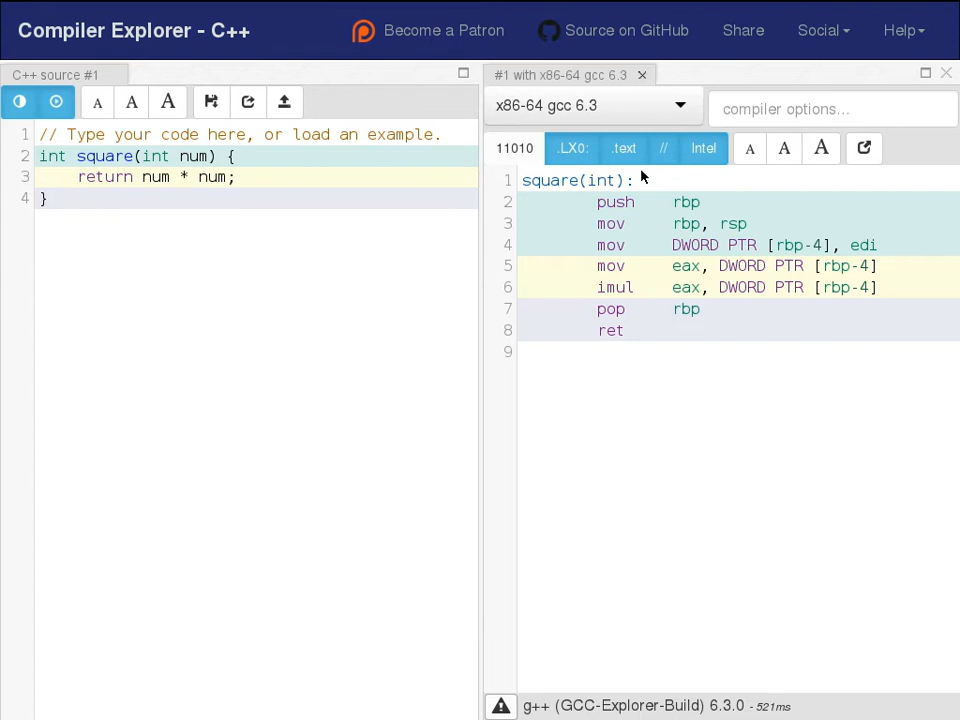 Compiler Explorer - C++
Become a Patron
Source on GitHub
Share
Social
Help
C++ source #1
A A A
1 // Type your code here, or load an example.
2 int square(int num) {
3     return num * num;
4 }
#1 with x86-64 gcc 6.3
x86-64 gcc 6.3
compiler options...
11010 .LX0: .text // Intel A A A
1 square(int):
2         push    rbp
3         mov     rbp, rsp
4         mov     DWORD PTR [rbp-4], edi
5         mov     eax, DWORD PTR [rbp-4]
6         imul    eax, DWORD PTR [rbp-4]
7         pop     rbp
8         ret
9
g++ (GCC-Explorer-Build) 6.3.0 - 521ms